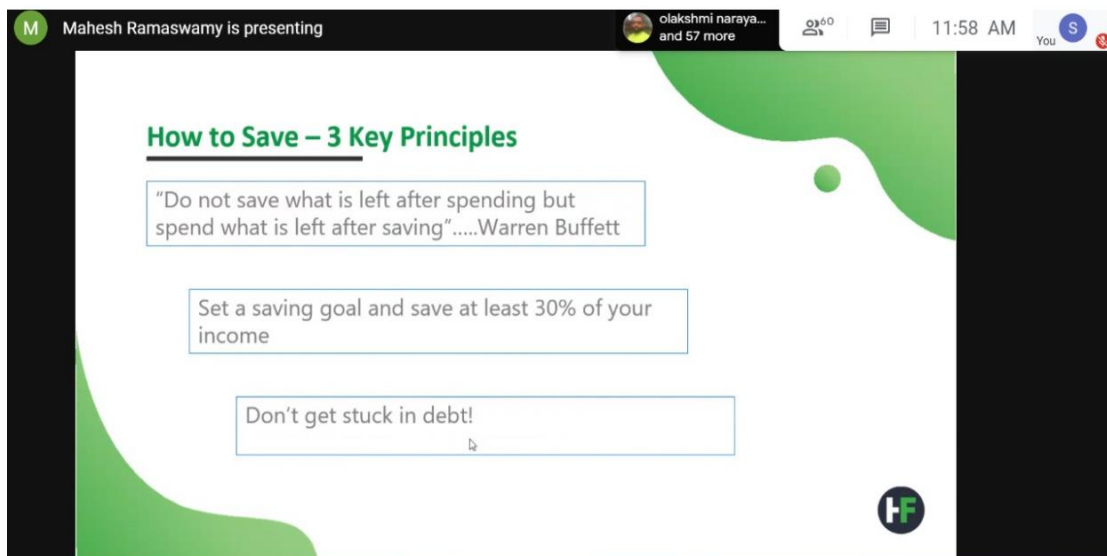 M Mahesh Ramaswamy is presenting
olakshmi naraya...
and 57 more
60
11:58 AM
You
S
How to Save – 3 Key Principles
“Do not save what is left after spending but
spend what is left after saving”.....Warren Buffett
Set a saving goal and save at least 30% of your
income
Don’t get stuck in debt!
HF